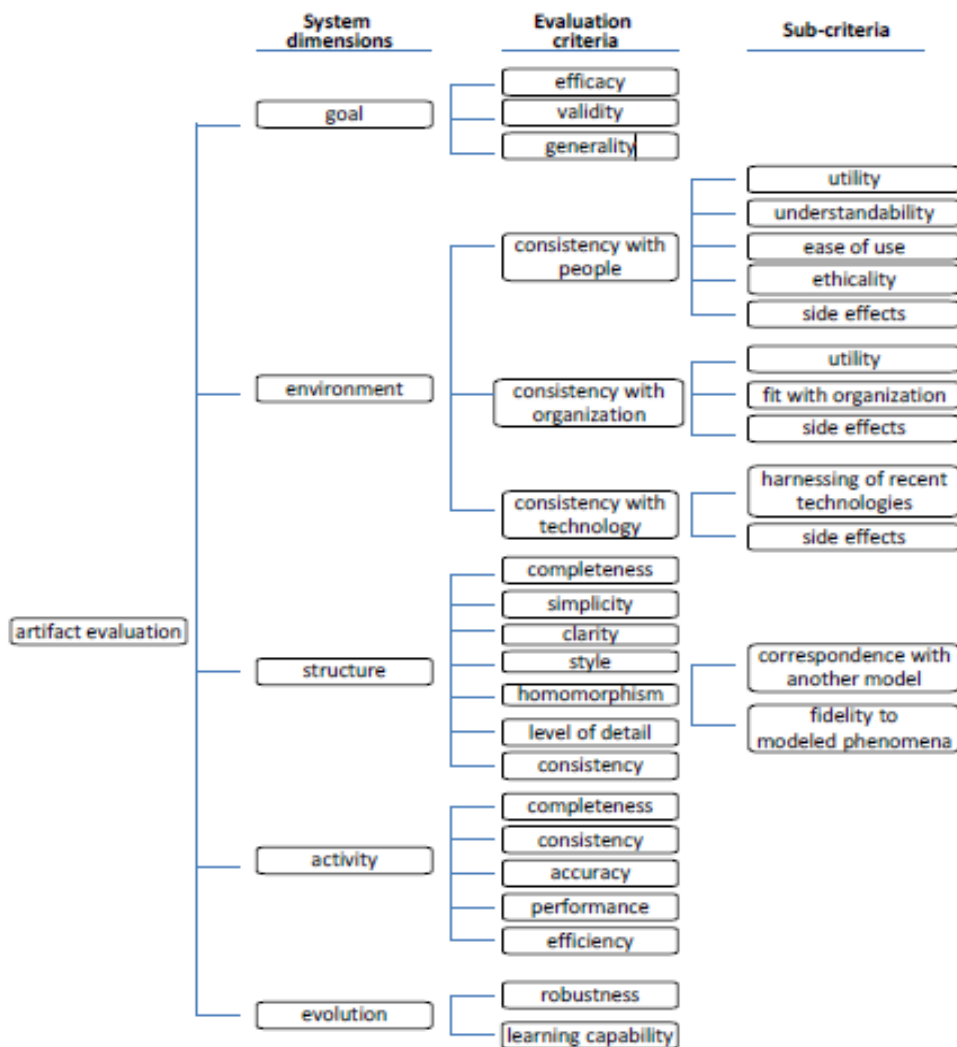 System
dimensions
Evaluation
criteria
Sub-criteria
artifact evaluation
goal
efficacy
validity
generality
environment
consistency with
people
utility
understandability
ease of use
ethicality
side effects
consistency with
organization
utility
fit with organization
side effects
consistency with
technology
harnessing of recent
technologies
side effects
structure
completeness
simplicity
clarity
style
homomorphism
correspondence with
another model
fidelity to
modeled phenomena
level of detail
consistency
activity
completeness
consistency
accuracy
performance
efficiency
evolution
robustness
learning capability